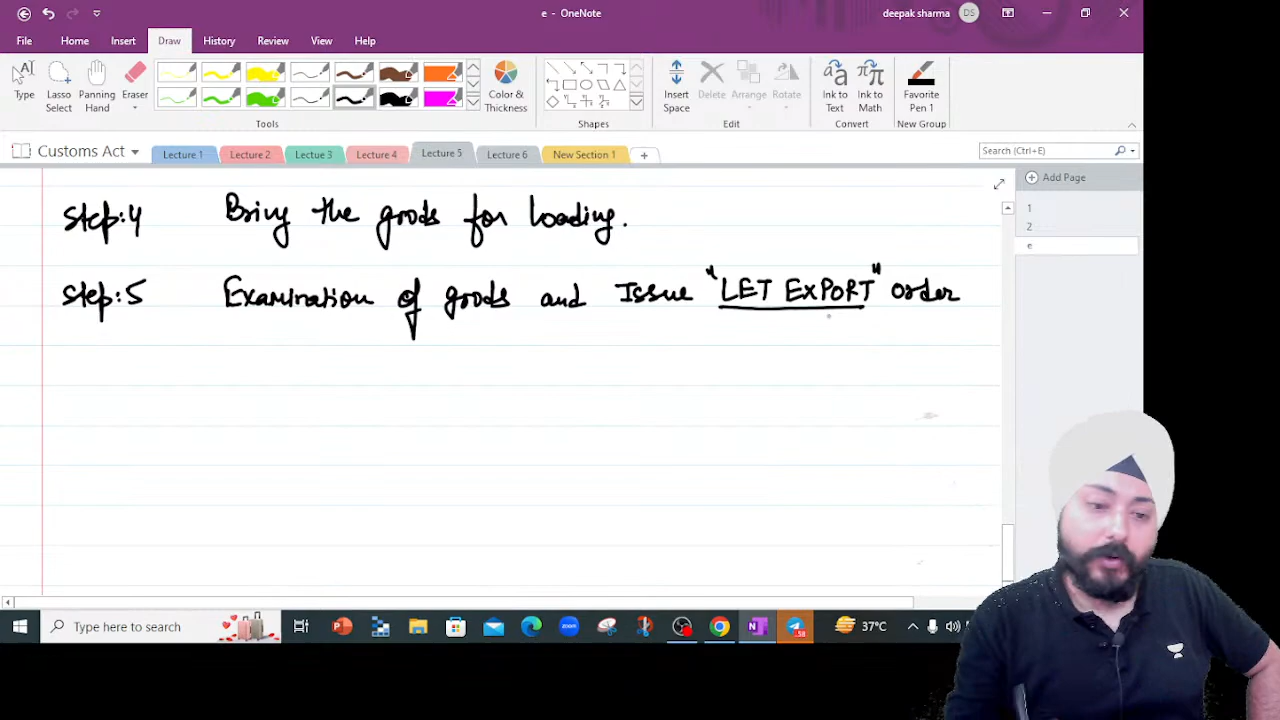 e - OneNote
deepak sharma DS
File Home Insert Draw History Review View Help
Type
Lasso Select
Panning Hand
Eraser
Color & Thickness
Insert Space
Delete
Arrange
Rotate
Ink to Text
Ink to Math
Favorite Pen 1
Tools Shapes Edit Convert New Group
Customs Act Lecture 1 Lecture 2 Lectue 3 Lecture 4 Lecture 5 Lecture 6 New Section 1
Search (Ctrl+E)
Add Page
1
2
e
Step:4 Bring the goods for loading.
Step:5 Examination of goods and Issue "LET EXPORT" order
Type here to search
zoom
58
37°C